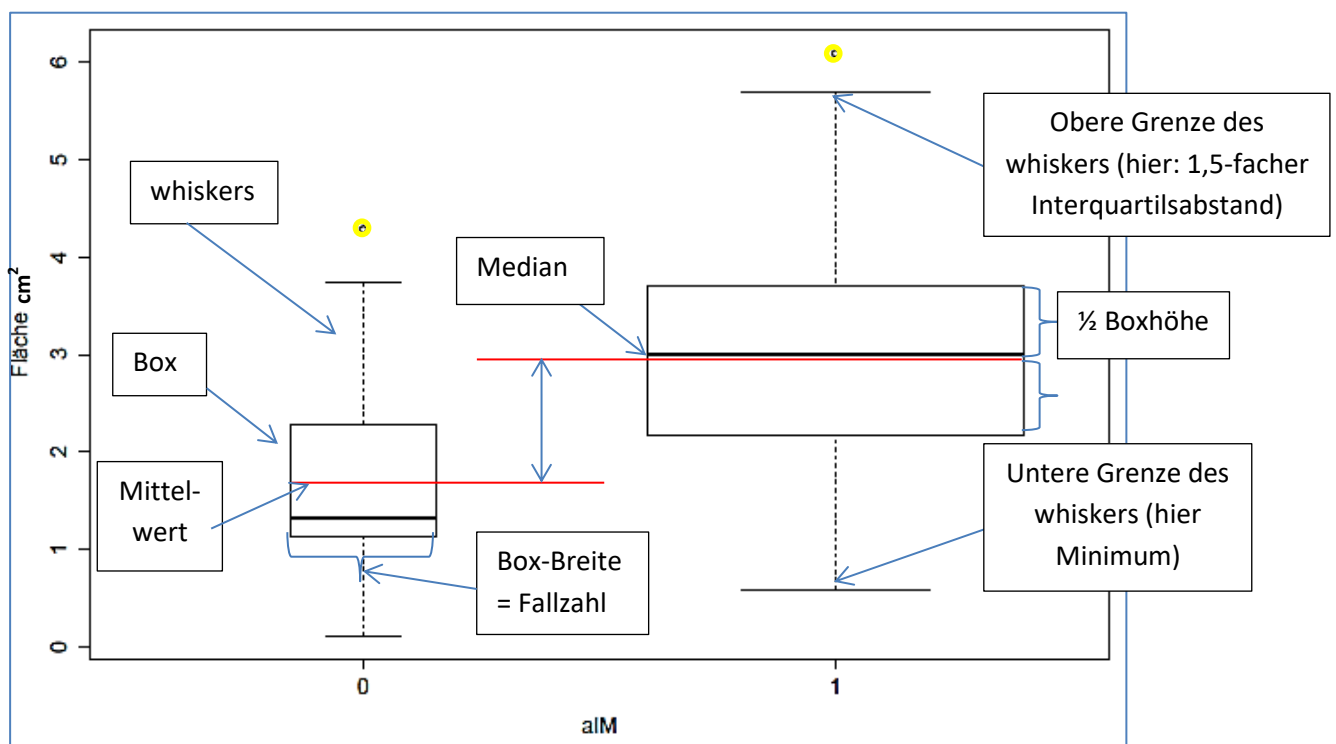 Fläche cm²
6
5
4
3
2
1
0
0
1
aIM
whiskers
Box
Mittel-
wert
Median
Box-Breite
= Fallzahl
Obere Grenze des
whiskers (hier: 1,5-facher
Interquartilsabstand)
½ Boxhöhe
Untere Grenze des
whiskers (hier
Minimum)